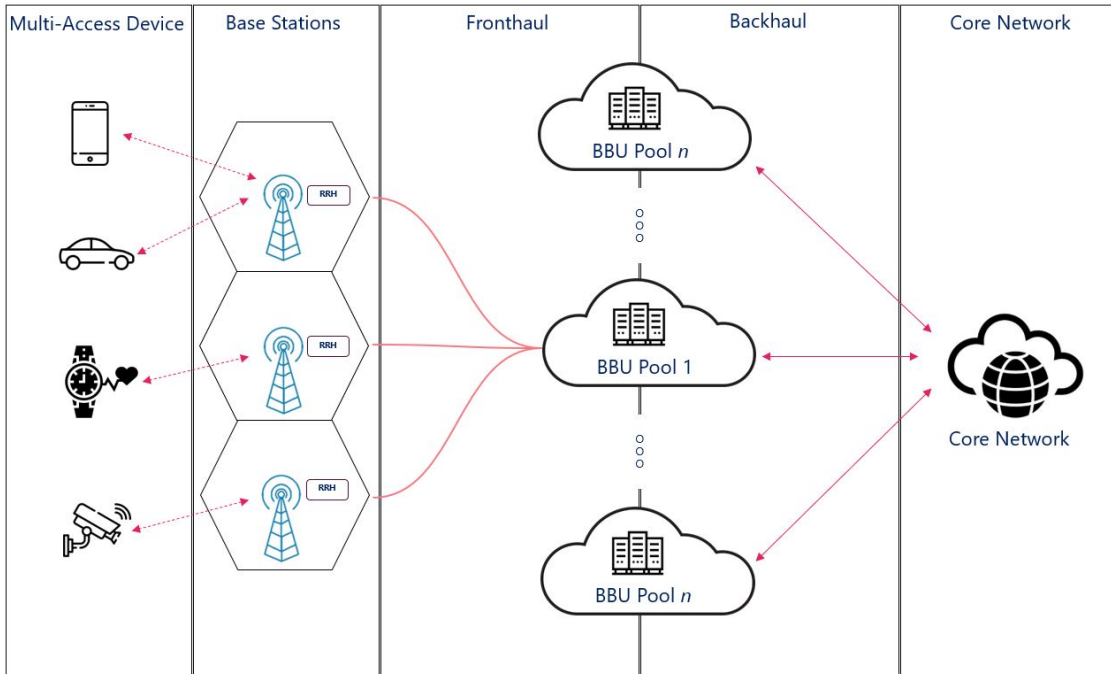 Multi-Access Device
Base Stations
Fronthaul
Backhaul
Core Network
BBU Pool n
RRH
BBU Pool 1
RRH
Core Network
RRH
BBU Pool n